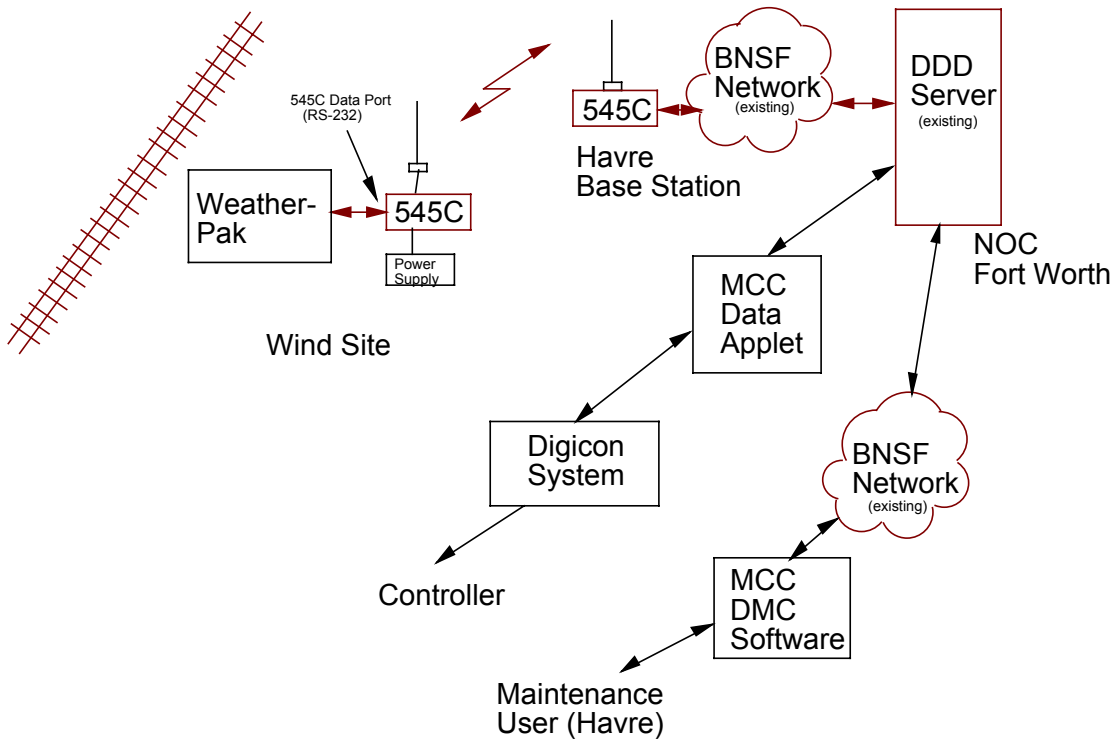 545C Data Port
(RS-232)
Weather-
Pak
545C
Power
Supply
Wind Site
545C
Havre
Base Station
BNSF
Network
(existing)
DDD
Server
(existing)
NOC
Fort Worth
MCC
Data
Applet
Digicon
System
Controller
BNSF
Network
(existing)
MCC
DMC
Software
Maintenance
User (Havre)